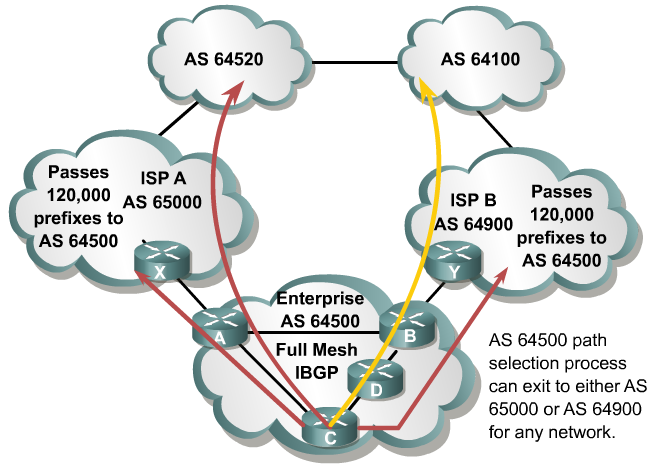 AS 64520
AS 64100
Passes
120,000
prefixes to
AS 64500
ISP A
AS 65000
ISP B
AS 64900
Passes
120,000
prefixes to
AS 64500
X
Y
Enterprise
AS 64500
A
B
Full Mesh
IBGP
D
C
AS 64500 path
selection process
can exit to either AS
65000 or AS 64900
for any network.